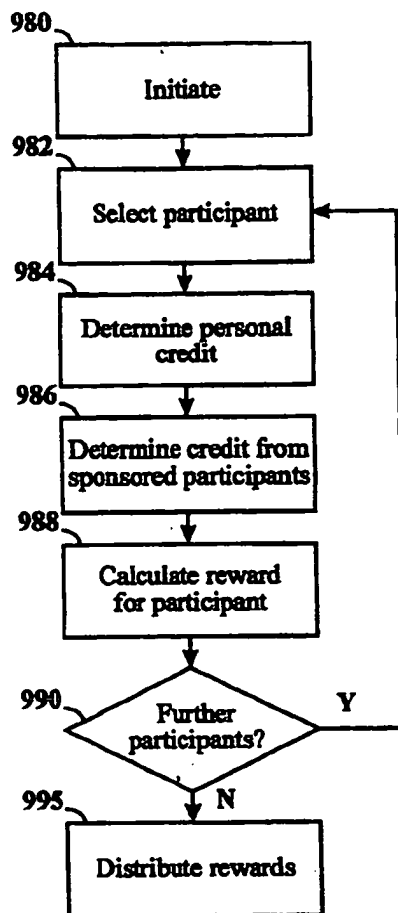 980
Initiate
982
Select participant
984
Determine personal
credit
986
Determine credit from
sponsored participants
988
Calculate reward
for participant
990
Further
participants?
Y
N
995
Distribute rewards